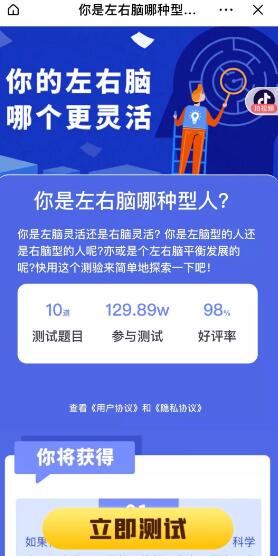 你是左右脑哪种型...
你的左右脑
哪个更灵活
拍视频
你是左右脑哪种型人?
你是左脑灵活还是右脑灵活? 你是左脑型的人还
是右脑型的人呢?亦或是个左右脑平衡发展的
呢?快用这个测验来简单地探索一下吧!
10道 129.89w 98%
测试题目 参与测试 好评率
查看《用户协议》和《隐私协议》
你将获得
01
如果 科学
立即测试